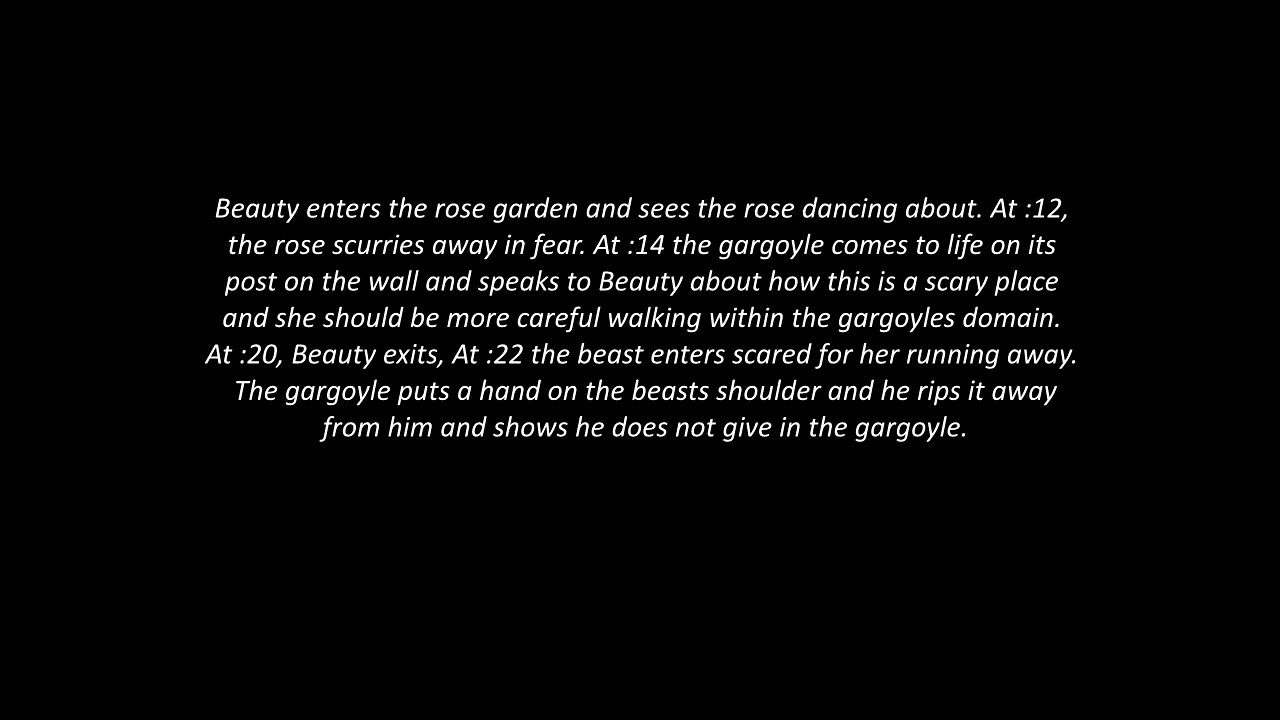 Beauty enters the rose garden and sees the rose dancing about. At :12,
the rose scurries away in fear. At :14 the gargoyle comes to life on its
post on the wall and speaks to Beauty about how this is a scary place
and she should be more careful walking within the gargoyles domain.
At :20, Beauty exits, At :22 the beast enters scared for her running away.
The gargoyle puts a hand on the beasts shoulder and he rips it away
from him and shows he does not give in the gargoyle.